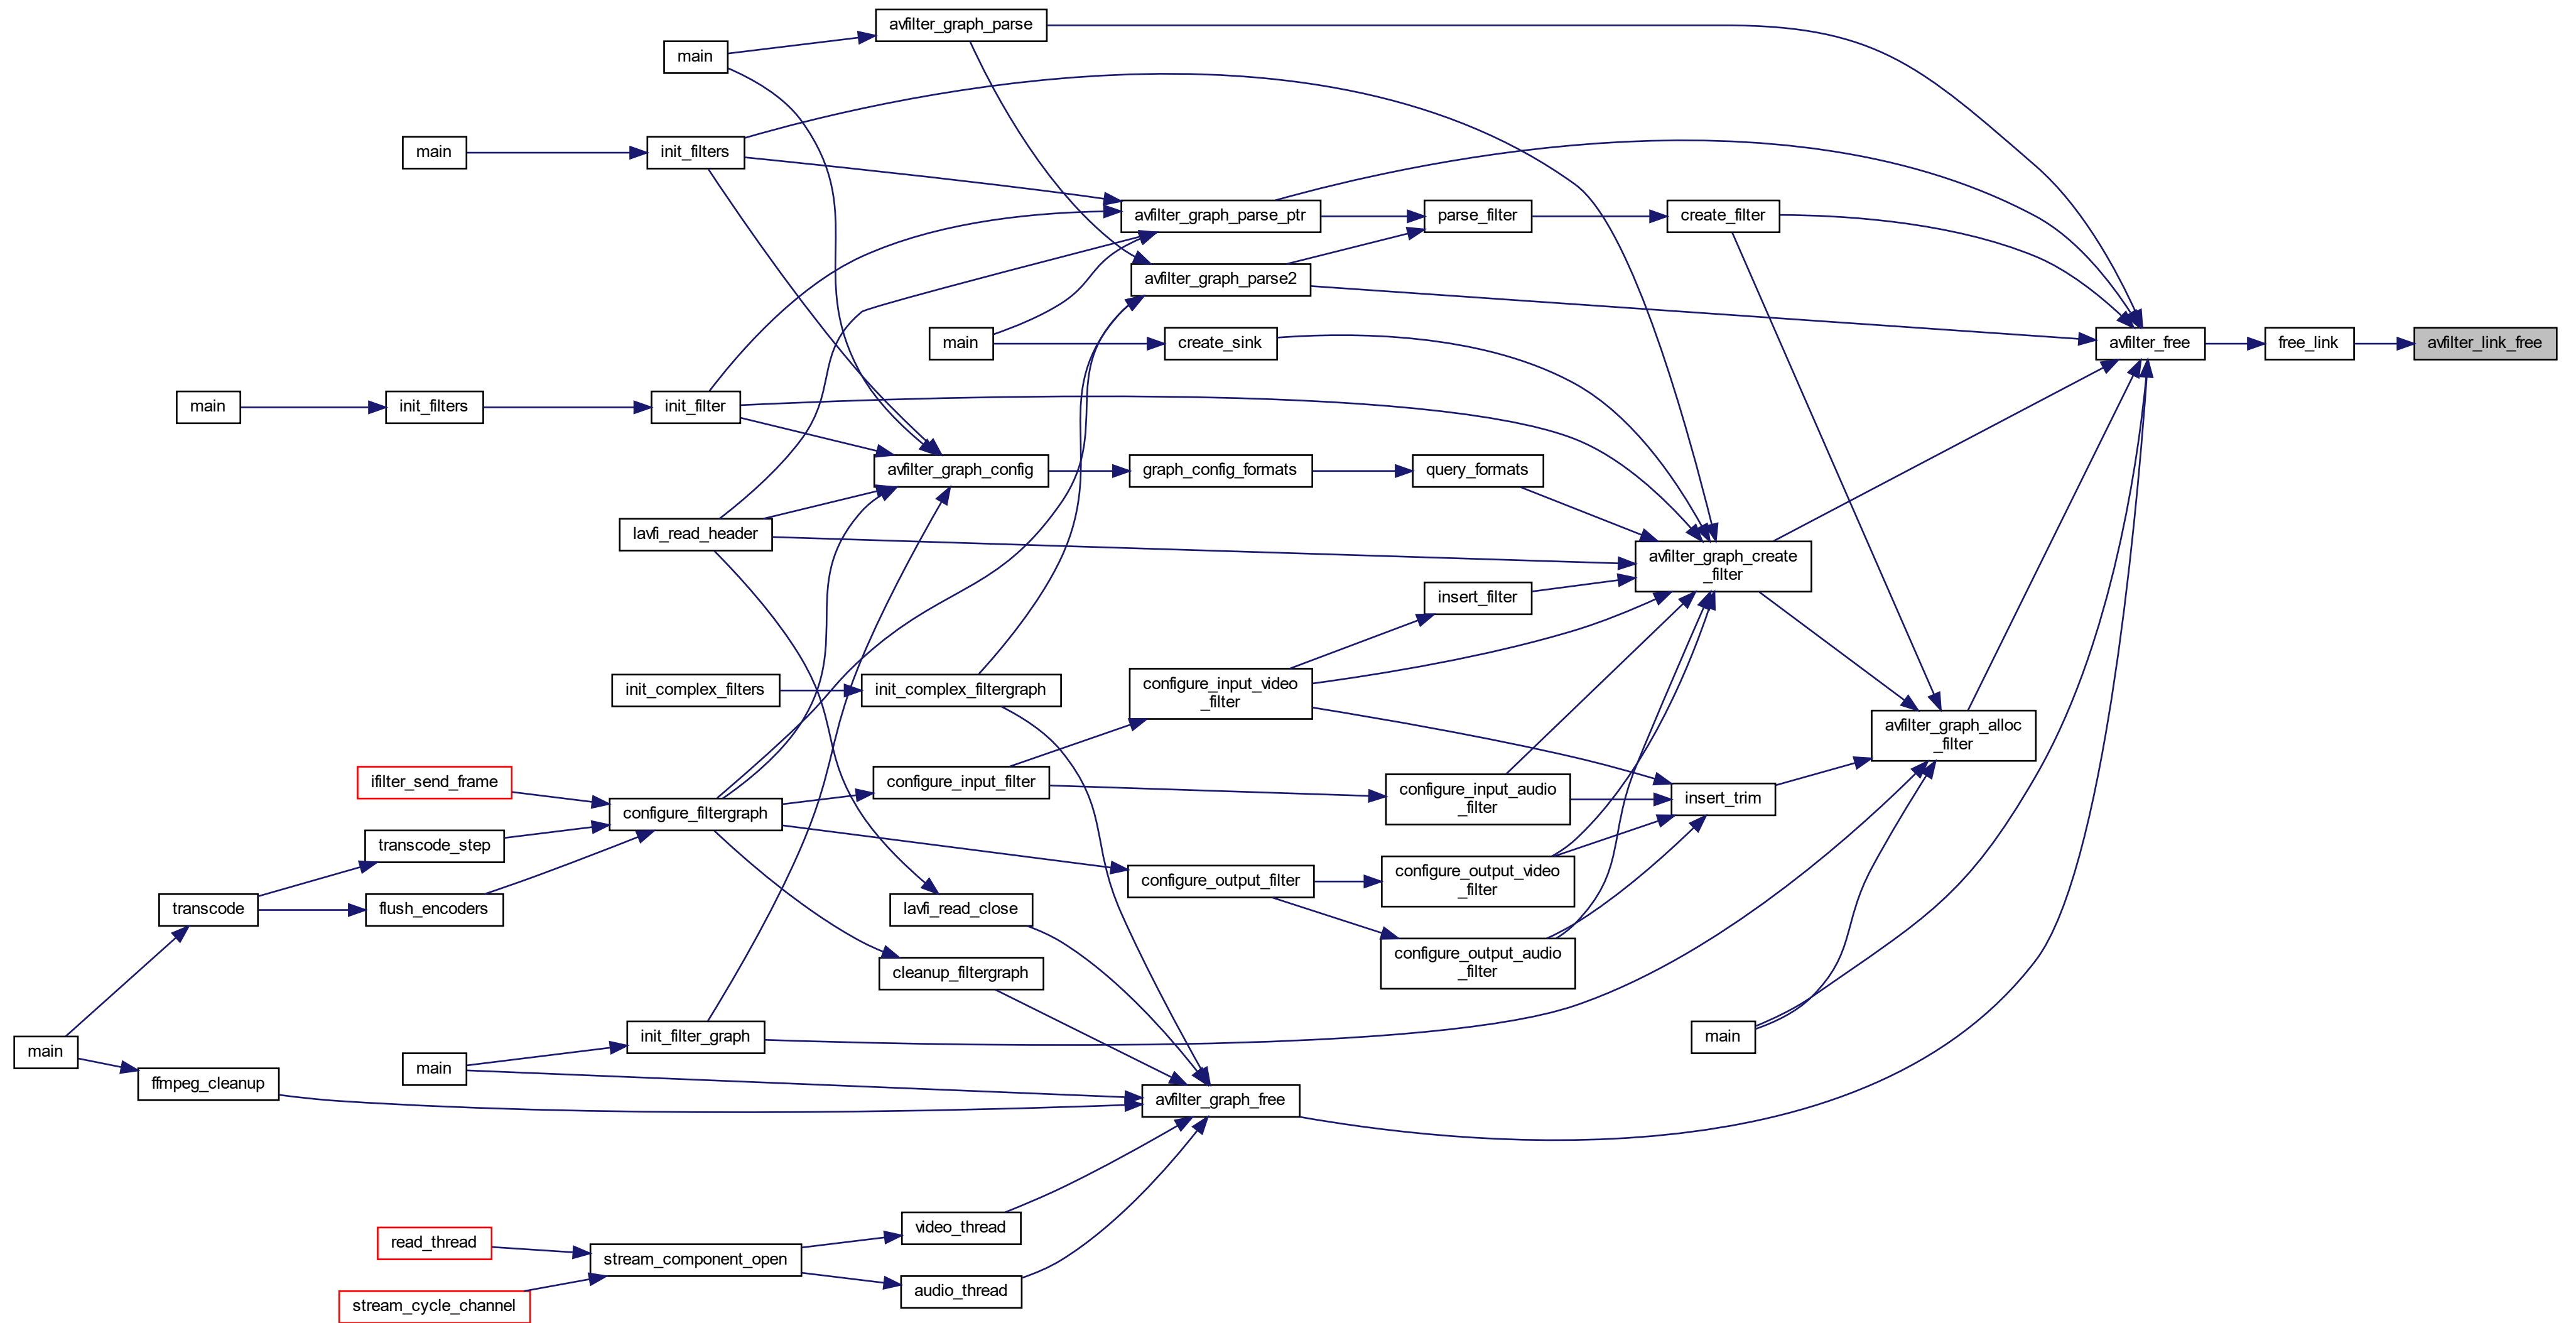 avfilter_graph_parse
main
main
init_filters
avfilter_graph_parse_ptr
parse_filter
create_filter
avfilter_graph_parse2
main
create_sink
avfilter_free
free_link
avfilter_link_free
main
init_filters
init_filter
avfilter_graph_config
graph_config_formats
query_formats
lavfi_read_header
avfilter_graph_create
_filter
insert_filter
init_complex_filters
init_complex_filtergraph
configure_input_video
_filter
avfilter_graph_alloc
_filter
ifilter_send_frame
configure_filtergraph
configure_input_filter
configure_input_audio
_filter
insert_trim
transcode_step
transcode
flush_encoders
lavfi_read_close
configure_output_filter
configure_output_video
_filter
cleanup_filtergraph
configure_output_audio
_filter
main
ffmpeg_cleanup
main
init_filter_graph
avfilter_graph_free
main
read_thread
stream_component_open
video_thread
stream_cycle_channel
audio_thread